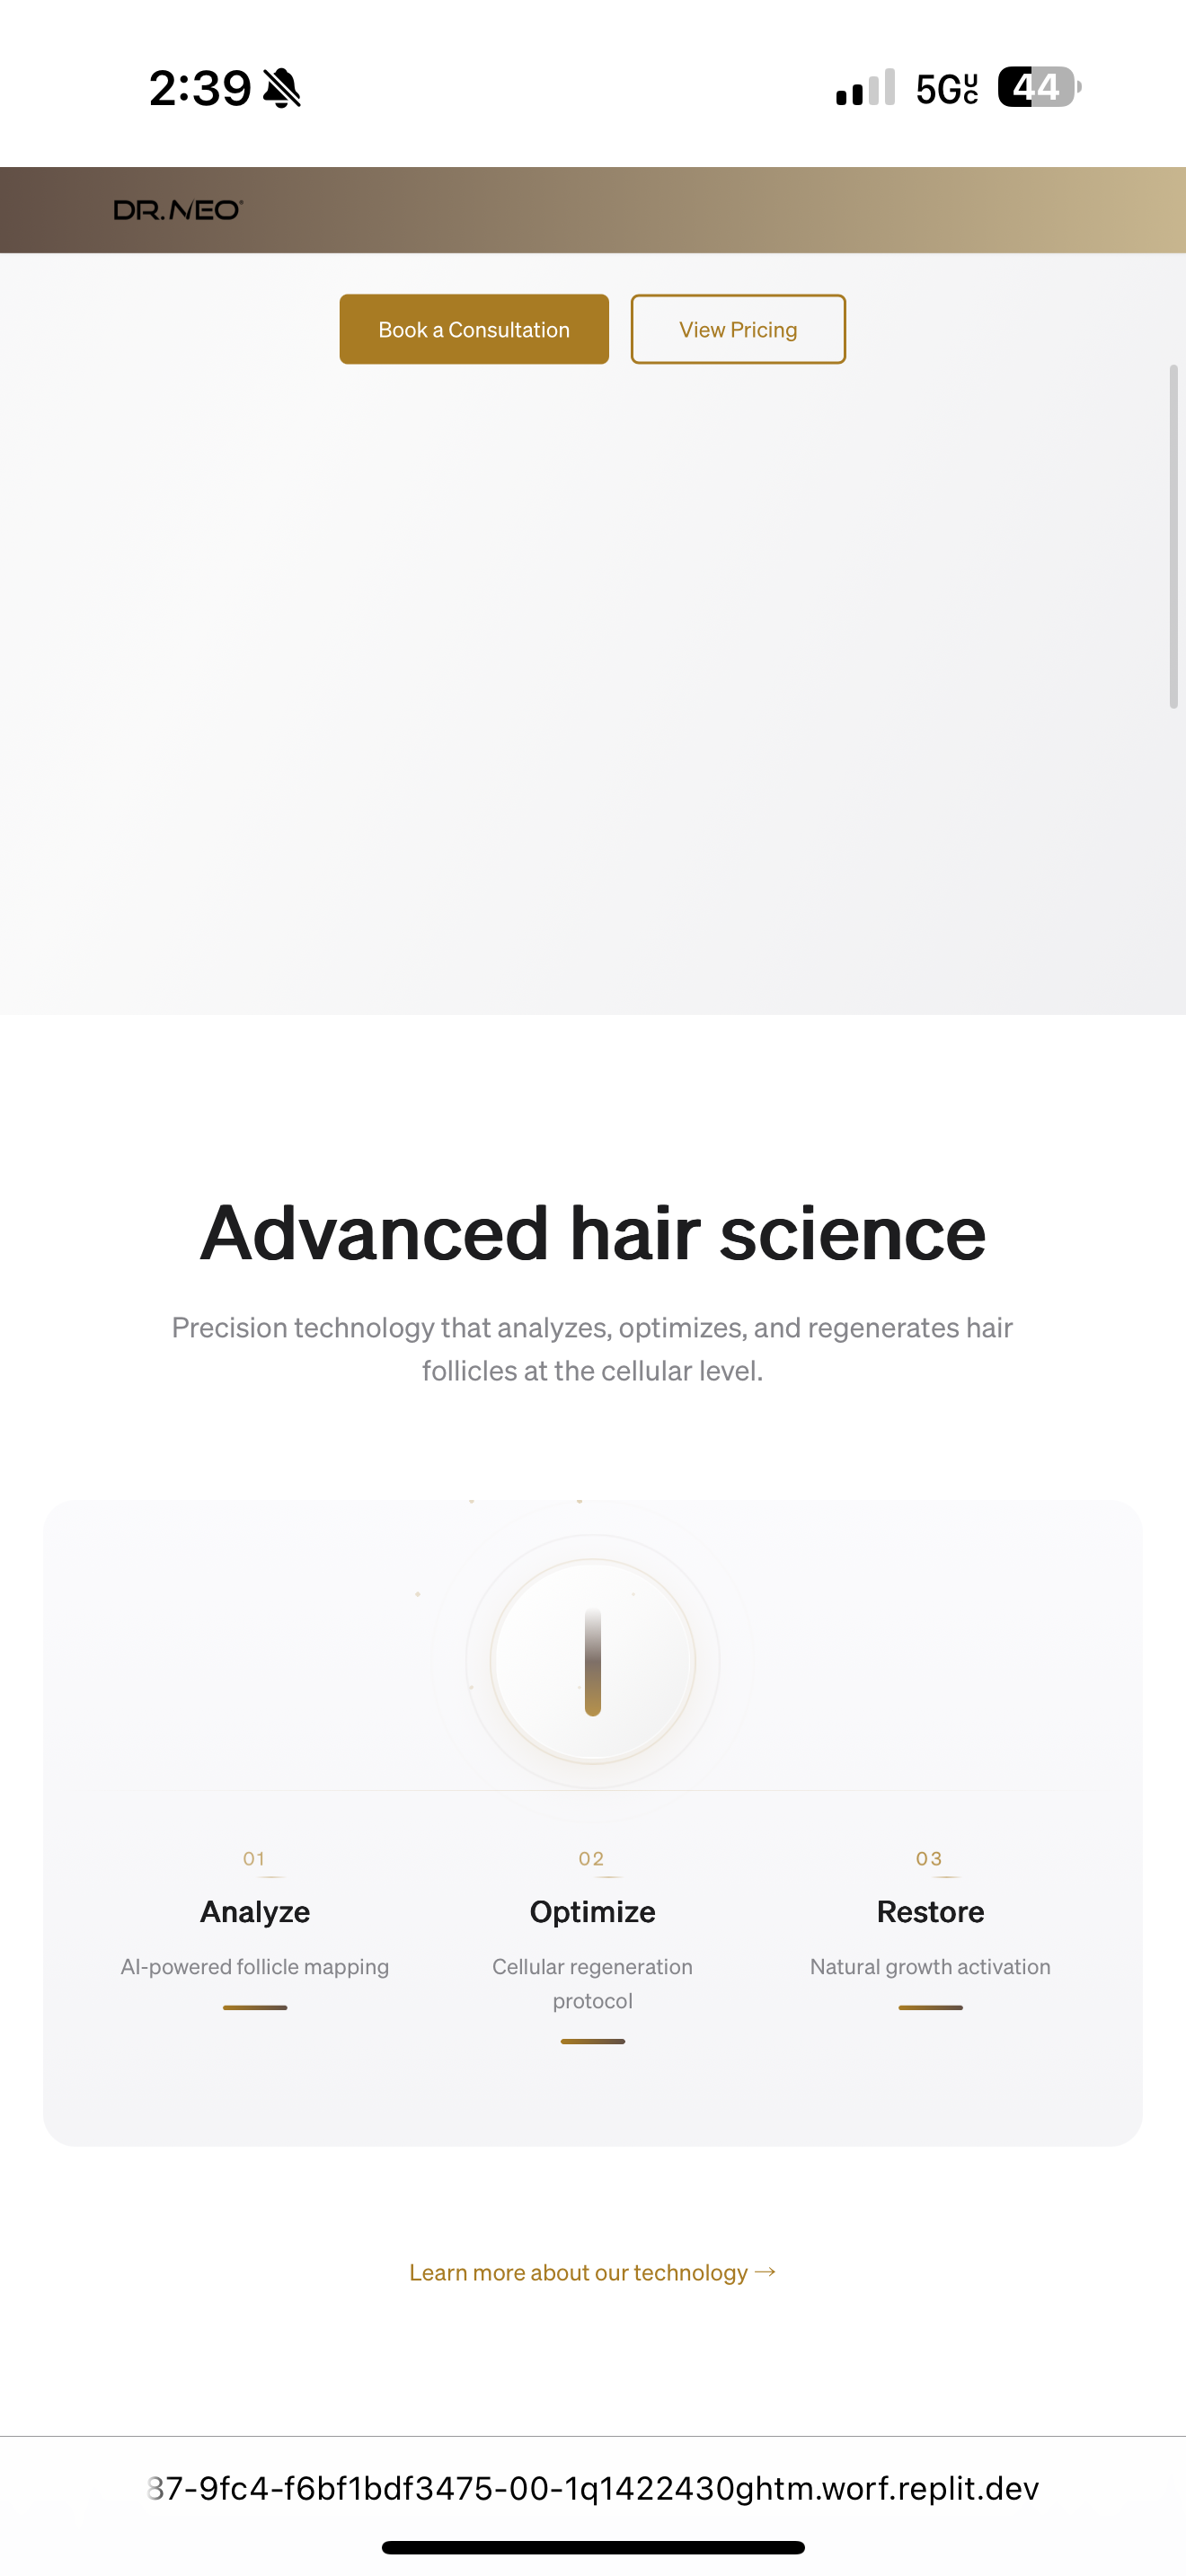 2:39
5G UC 44
DR.NEO®
Book a Consultation
View Pricing
Advanced hair science
Precision technology that analyzes, optimizes, and regenerates hair
follicles at the cellular level.
01
Analyze
AI-powered follicle mapping
02
Optimize
Cellular regeneration
protocol
03
Restore
Natural growth activation
Learn more about our technology →
87-9fc4-f6bf1bdf3475-00-1q1422430ghtm.worf.replit.dev